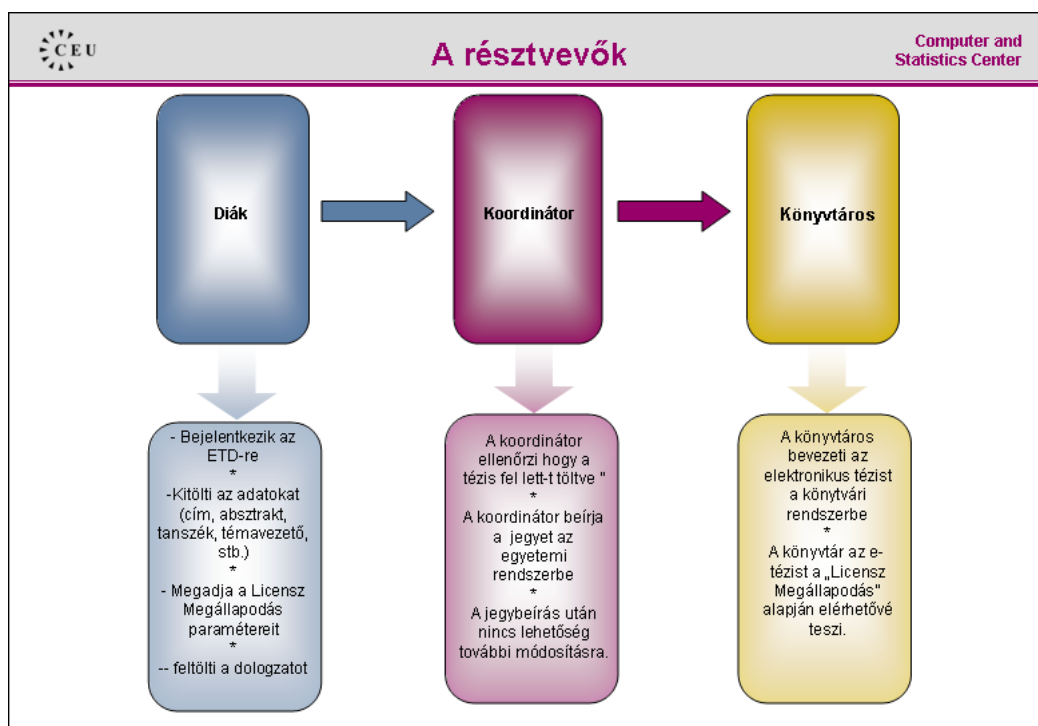 CEU
A résztvevők
Computer and
Statistics Center
Diák
Koordinátor
Könyvtáros
- Bejelentkezik az
ETD-re
*
-Kitölti az adatokat
(cím, absztrakt,
tanszék, témavezető,
stb.)
*
- Megadja a Licensz
Megállapodás
paramétereit
*
-- feltölti a dologzatot
A koordinátor
ellenőrzi hogy a
tézis fel lett-t töltve "
*
A koordinátor beírja
a jegyet az
egyetemi
rendszerbe
*
A jegybeírás után
nincs lehetőség
további módosításra.
A könyvtáros
bevezeti az
elektronikus tézist
a könytvári
rendszerbe
*
A könyvtár az e-
tézist a „Licensz
Megállapodás"
alapján elérhetővé
teszi.